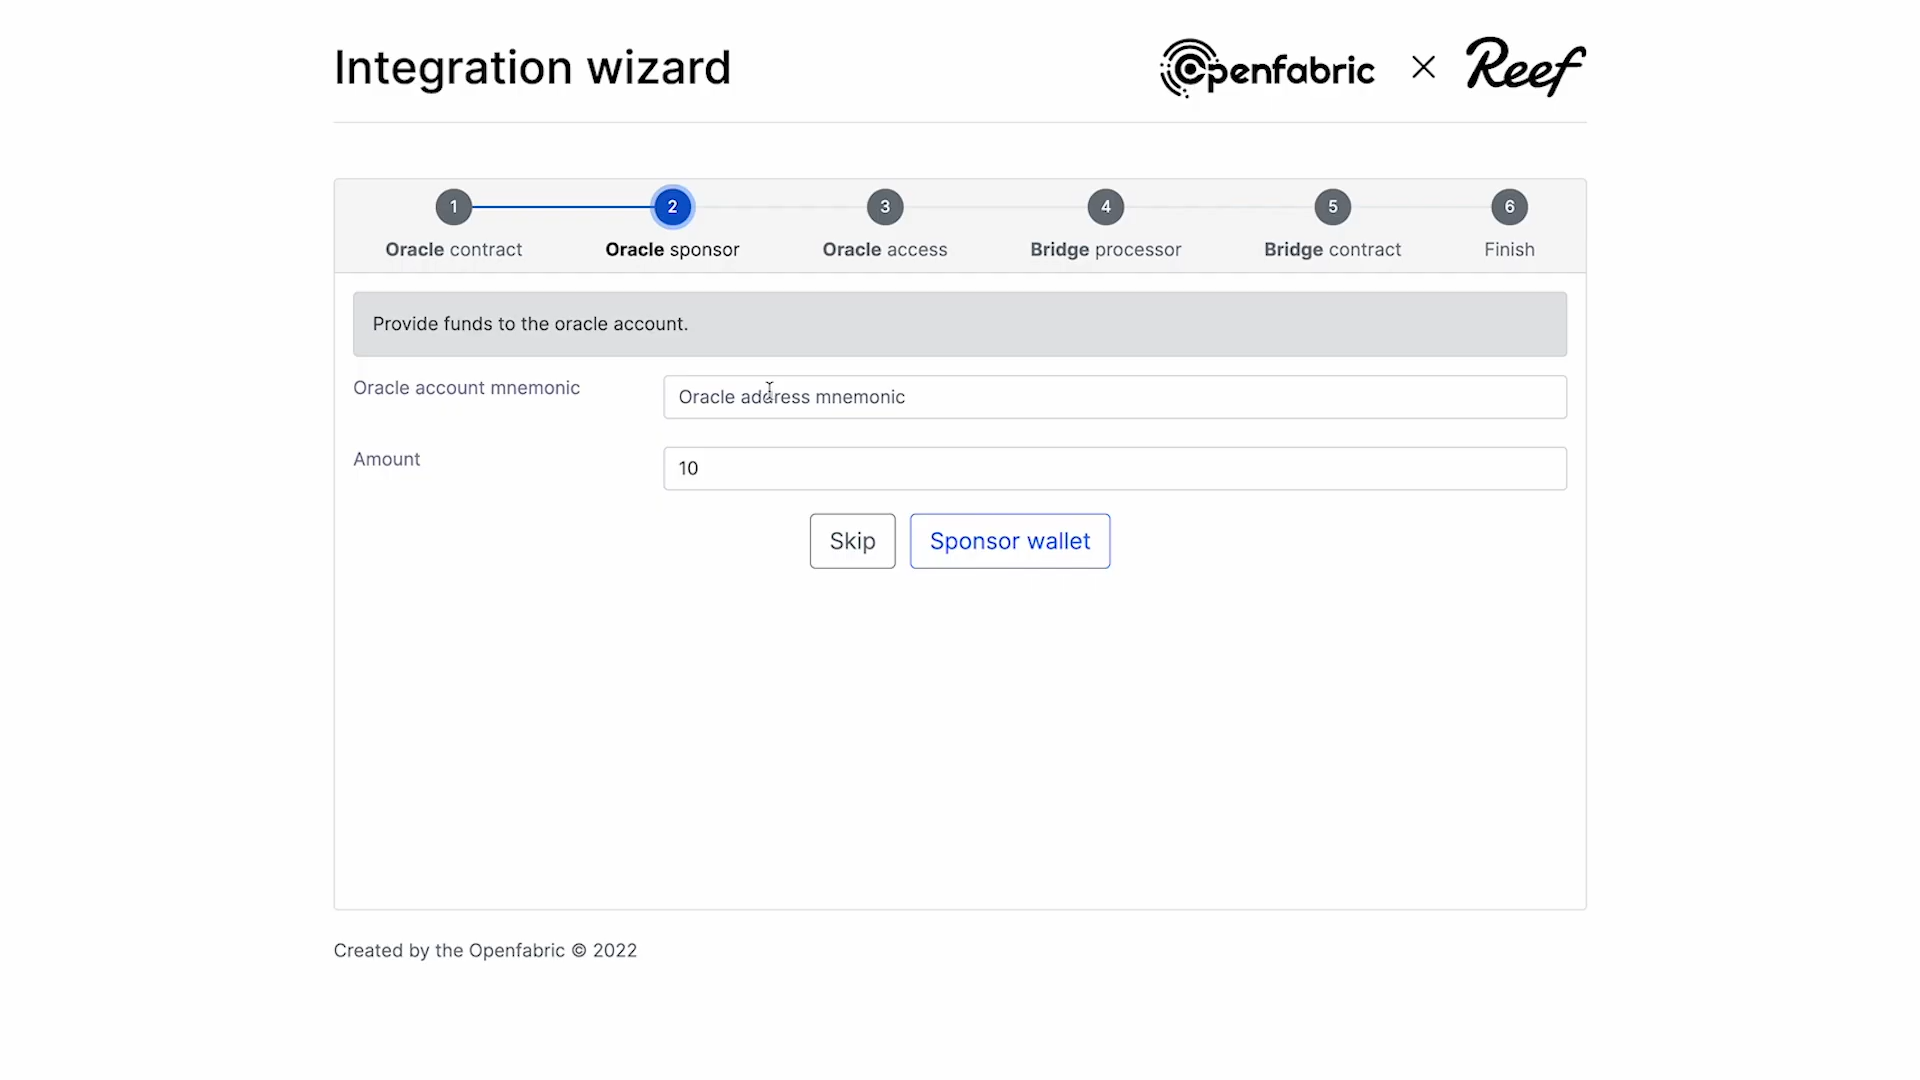 Integration wizard
Openfabric × Reef
1 2 3 4 5 6
Oracle contract Oracle sponsor Oracle access Bridge processor Bridge contract Finish
Provide funds to the oracle account.
Oracle account mnemonic Oracle address mnemonic
Amount 10
Skip Sponsor wallet
Created by the Openfabric © 2022